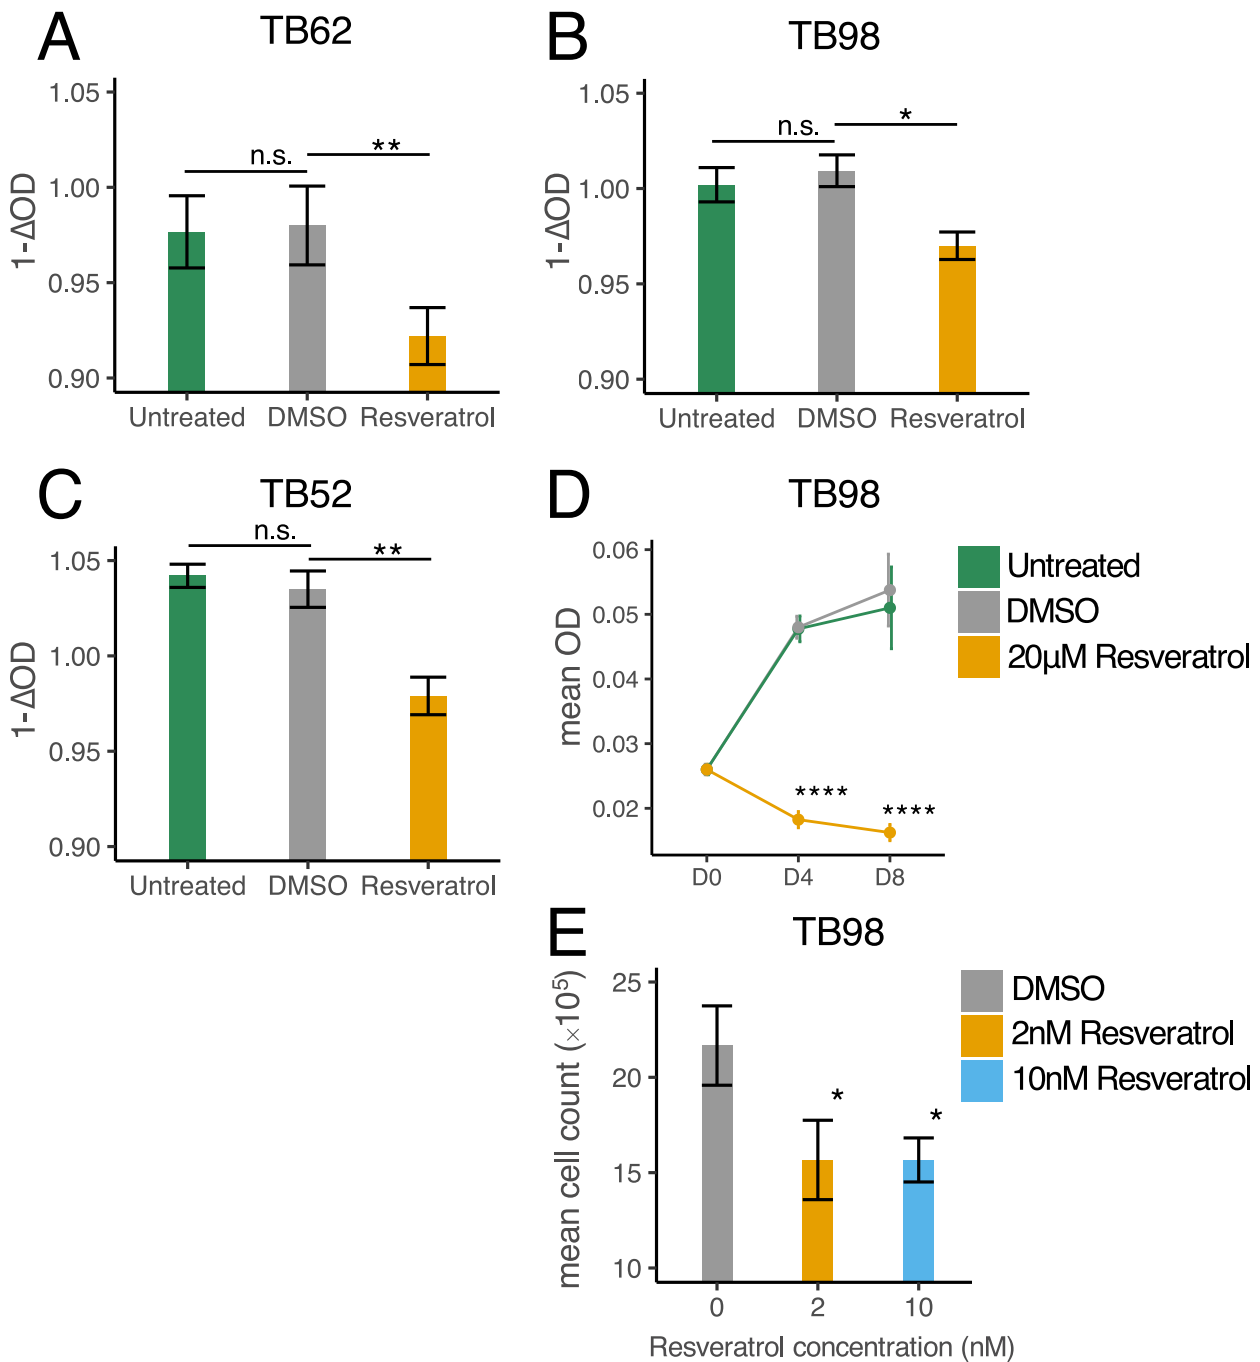 A
TB62
1-ΔOD
1.05
1.00
0.95
0.90
n.s.
**
Untreated
DMSO
Resveratrol
B
TB98
1-ΔOD
1.05
1.00
0.95
0.90
n.s.
*
Untreated
DMSO
Resveratrol
C
TB52
1-ΔOD
1.05
1.00
0.95
0.90
n.s.
**
Untreated
DMSO
Resveratrol
D
TB98
mean OD
0.06
0.05
0.04
0.03
0.02
****
****
D0
D4
D8
Untreated
DMSO
20µM Resveratrol
E
TB98
mean cell count (×10⁵)
25
20
15
10
*
*
0
2
10
Resveratrol concentration (nM)
DMSO
2nM Resveratrol
10nM Resveratrol